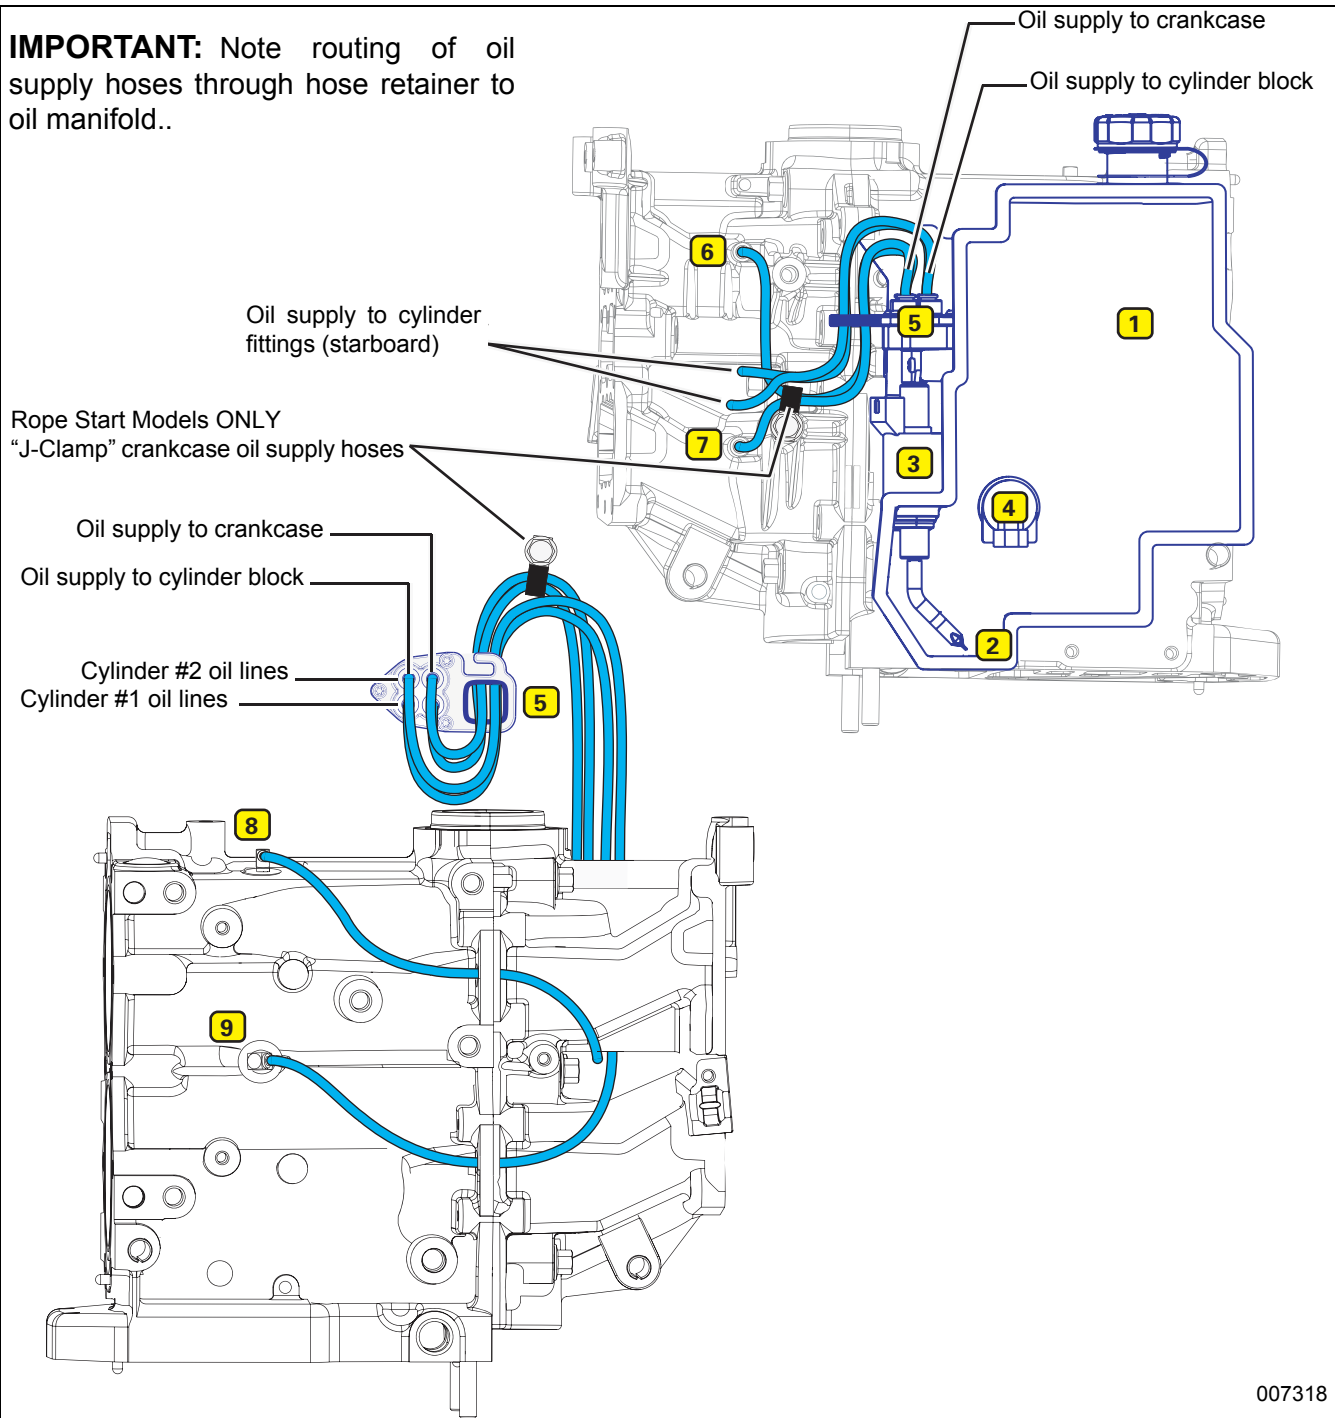 IMPORTANT: Note routing of oil
supply hoses through hose retainer to
oil manifold..
Oil supply to crankcase
Oil supply to cylinder block
6
5
1
Oil supply to cylinder
fittings (starboard)
Rope Start Models ONLY
“J-Clamp” crankcase oil supply hoses
7
3
4
Oil supply to crankcase
Oil supply to cylinder block
2
Cylinder #2 oil lines
Cylinder #1 oil lines
5
8
9
007318